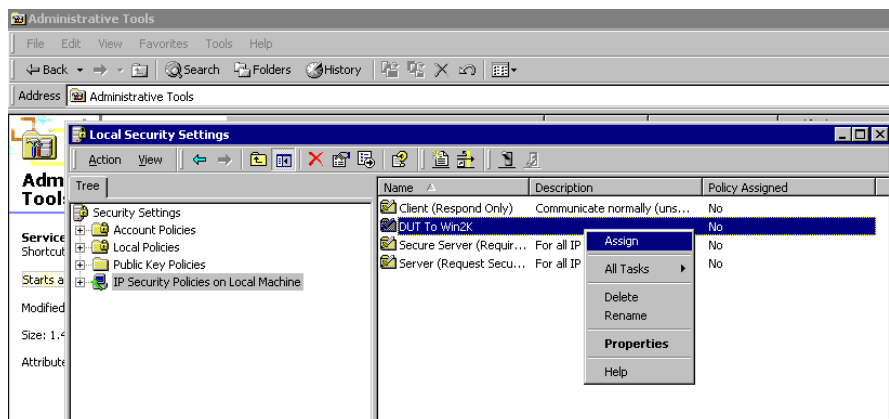 Administrative Tools
File Edit View Favorites Tools Help
Back Search Folders History
Address Administrative Tools
Local Security Settings
Action View
Adm
Tool
Tree
Name Description Policy Assigned
Security Settings
Account Policies
Local Policies
Public Key Policies
IP Security Policies on Local Machine
Client (Respond Only) Communicate normally (uns... No
DUT To Win2K No
Secure Server (Requir... For all IP No
Server (Request Secu... For all IP No
Assign
All Tasks
Delete
Rename
Properties
Help
Service
Shortcut
Starts a
Modified
Size: 1.4
Attribute